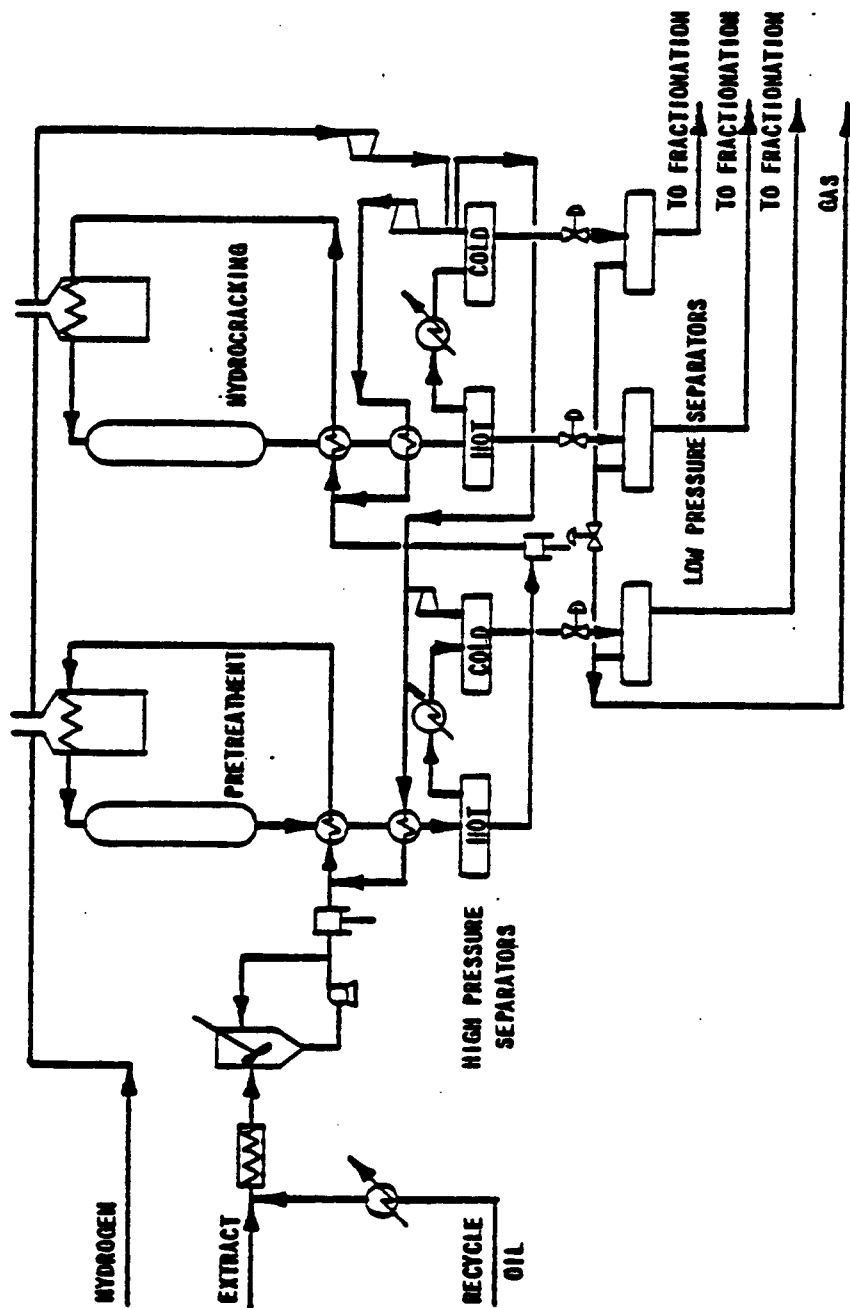 HYDROGEN
EXTRACT
RECYCLE
OIL
PRETREATMENT
HYDROCRACKING
HIGH PRESSURE
SEPARATORS
HOT
COLD
HOT
COLD
LOW PRESSURE SEPARATORS
TO FRACTIONATION
TO FRACTIONATION
TO FRACTIONATION
GAS